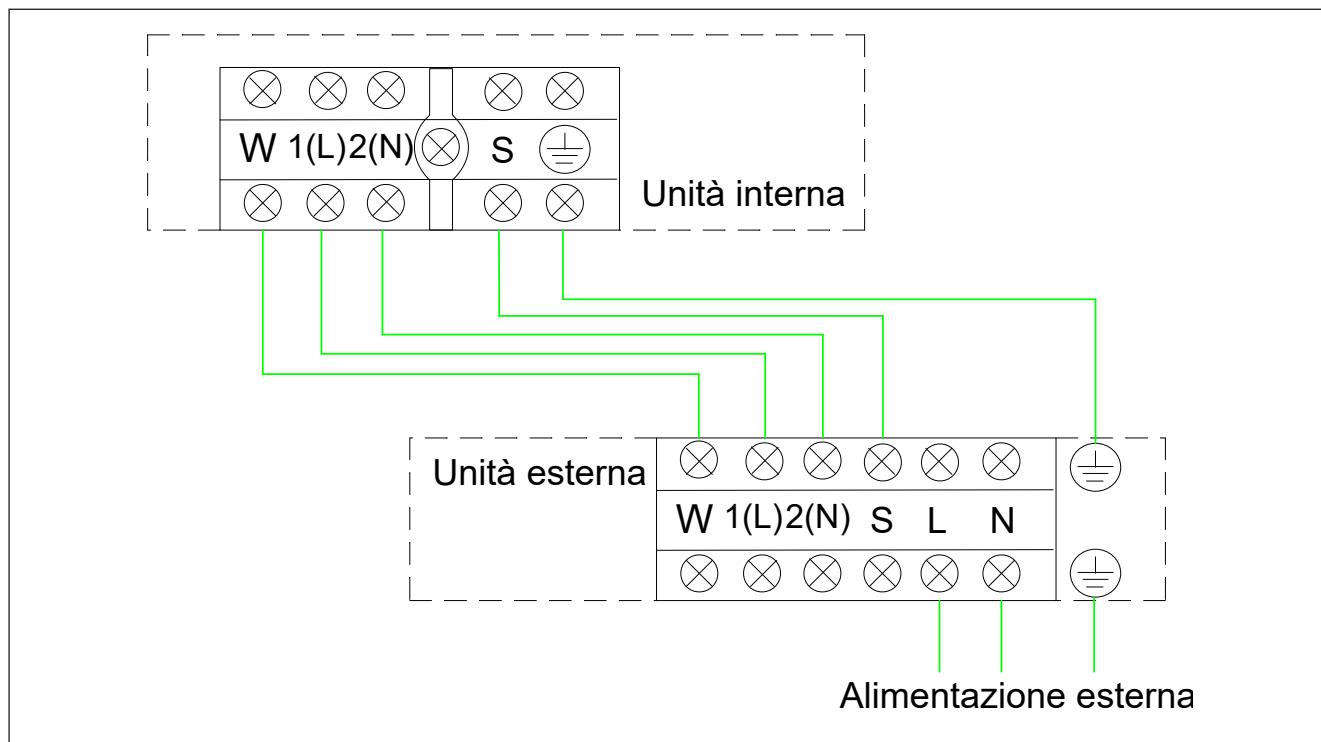 W 1(L) 2(N) S
Unità interna
Unità esterna
W 1(L) 2(N) S L N
Alimentazione esterna